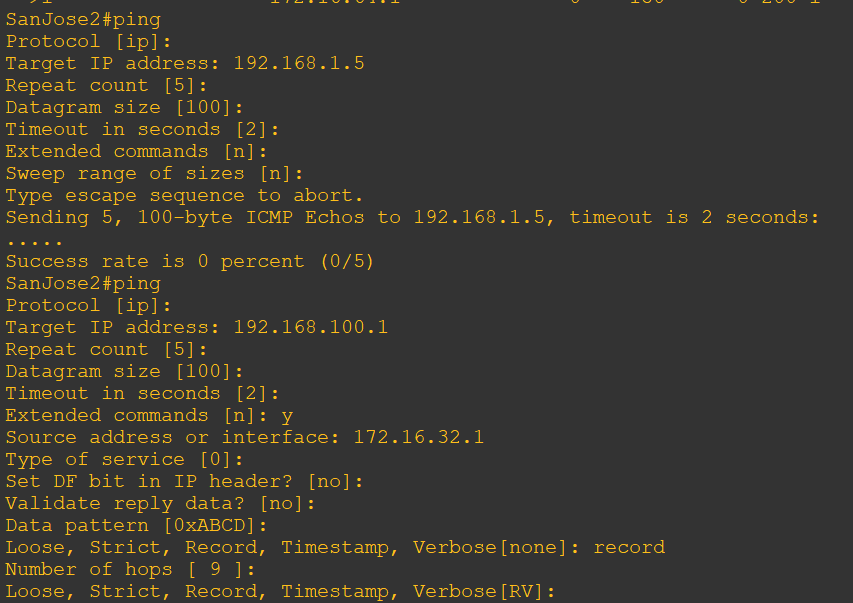 SanJose2#ping
Protocol [ip]:
Target IP address: 192.168.1.5
Repeat count [5]:
Datagram size [100]:
Timeout in seconds [2]:
Extended commands [n]:
Sweep range of sizes [n]:
Type escape sequence to abort.
Sending 5, 100-byte ICMP Echos to 192.168.1.5, timeout is 2 seconds:
.....
Success rate is 0 percent (0/5)
SanJose2#ping
Protocol [ip]:
Target IP address: 192.168.100.1
Repeat count [5]:
Datagram size [100]:
Timeout in seconds [2]:
Extended commands [n]: y
Source address or interface: 172.16.32.1
Type of service [0]:
Set DF bit in IP header? [no]:
Validate reply data? [no]:
Data pattern [0xABCD]:
Loose, Strict, Record, Timestamp, Verbose[none]: record
Number of hops [ 9 ]:
Loose, Strict, Record, Timestamp, Verbose[RV]: